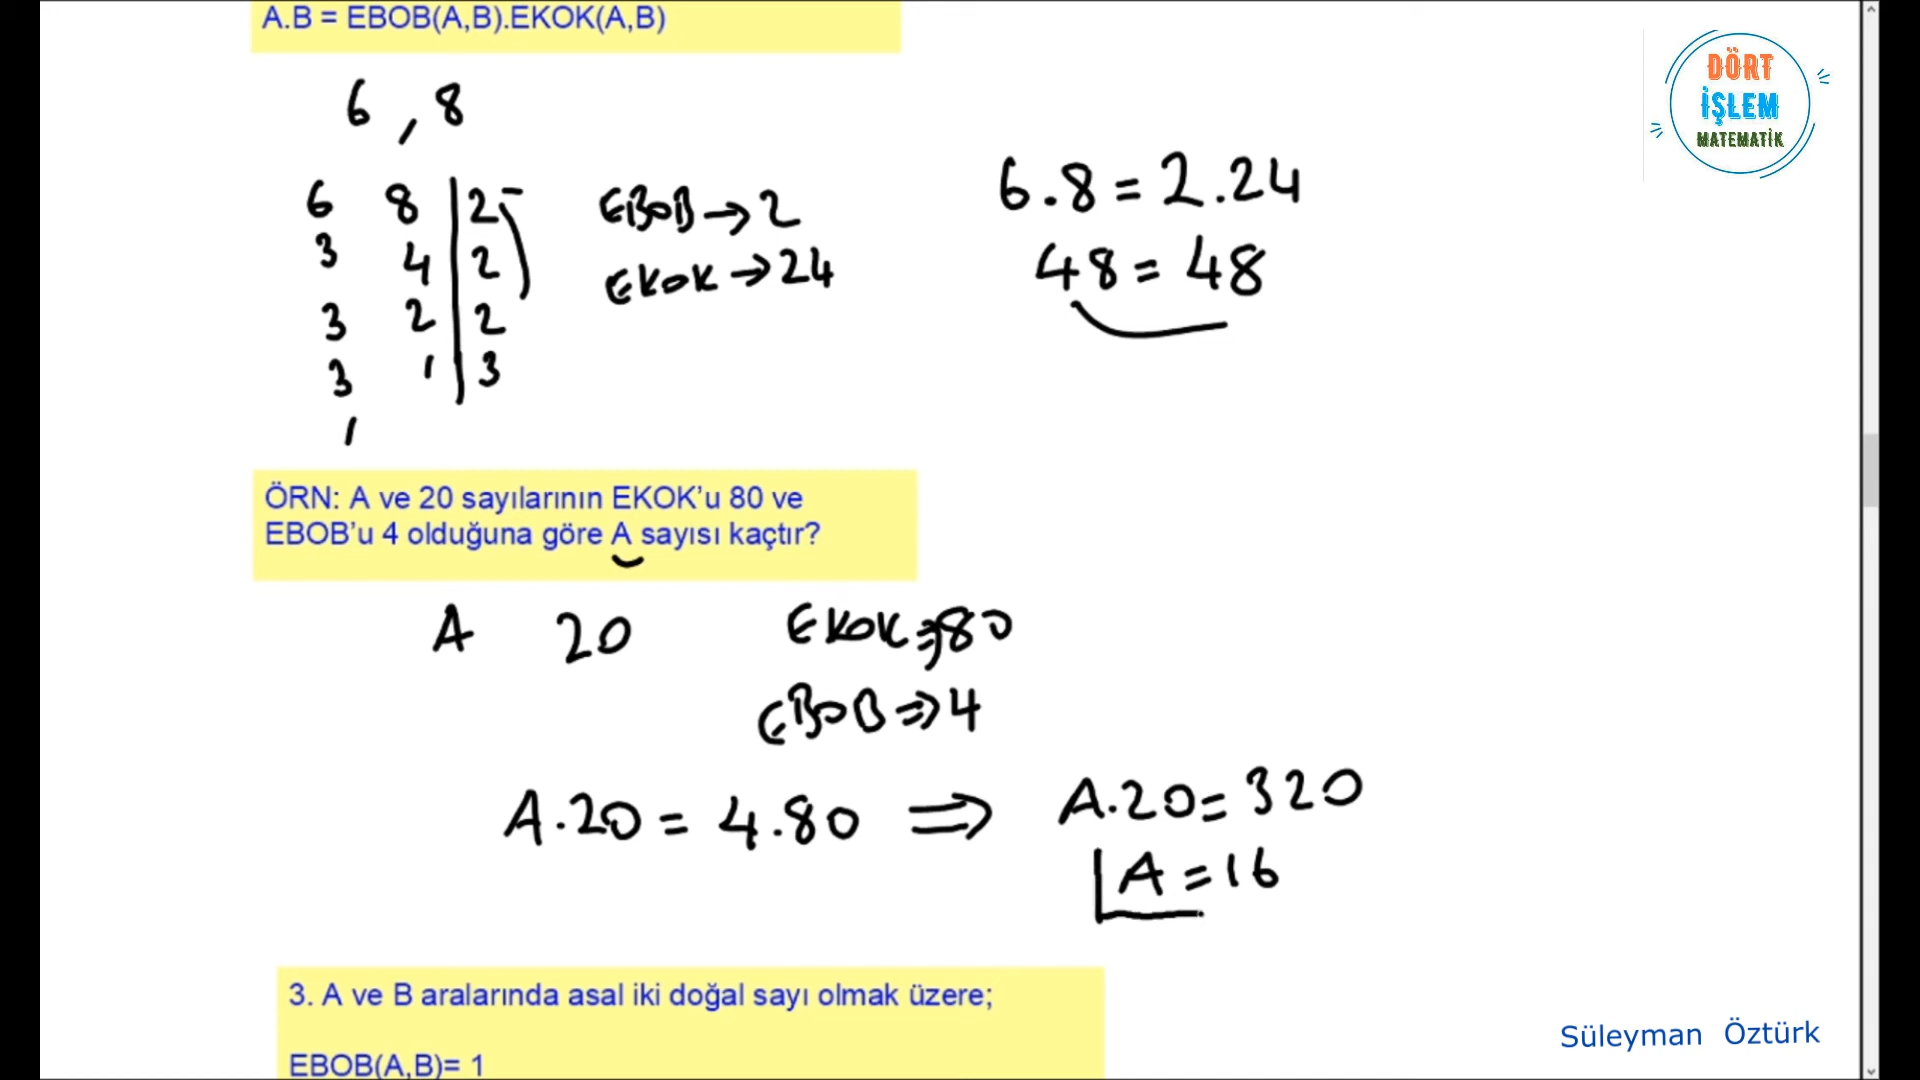 A.B = EBOB(A,B).EKOK(A,B)
6 , 8
6 8 | 2
3 4 | 2
3 2 | 2
3 1 | 3
1
EBOB → 2
EKOK → 24
6.8 = 2.24
48 = 48
DÖRT
İŞLEM
MATEMATİK
ÖRN: A ve 20 sayılarının EKOK'u 80 ve
EBOB'u 4 olduğuna göre A sayısı kaçtır?
A 20
EKOK ⇒ 80
EBOB ⇒ 4
A.20 = 4.80 ⇒ A.20 = 320
A = 16
3. A ve B aralarında asal iki doğal sayı olmak üzere;
EBOB(A,B)= 1
Süleyman Öztürk